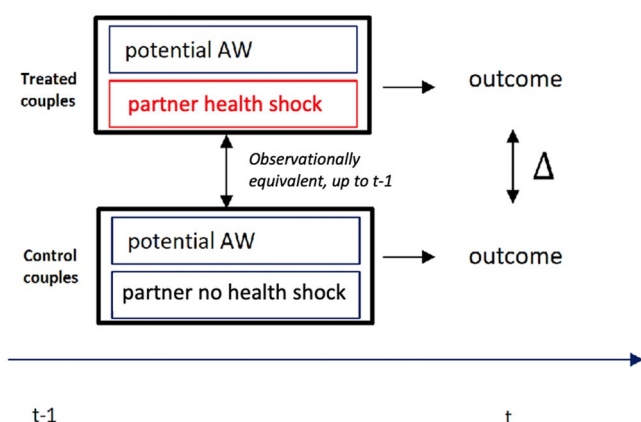 potential AW
Treated
couples
partner health shock
outcome
Observationally
equivalent, up to t-1
Δ
potential AW
Control
couples
partner no health shock
outcome
t-1
t